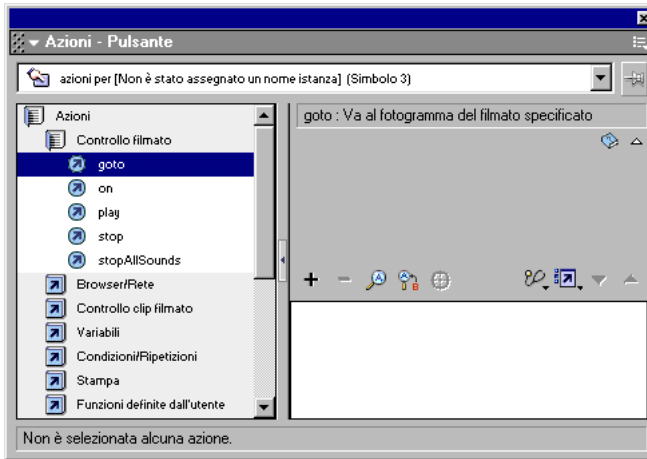 Azioni - Pulsante
azioni per [Non è stato assegnato un nome istanza] (Simbolo 3)
Azioni
Controllo filmato
goto
on
play
stop
stopAllSounds
Browser/Rete
Controllo clip filmato
Variabili
Condizioni/Ripetizioni
Stampa
Funzioni definite dall'utente
goto : Va al fotogramma del filmato specificato
Non è selezionata alcuna azione.